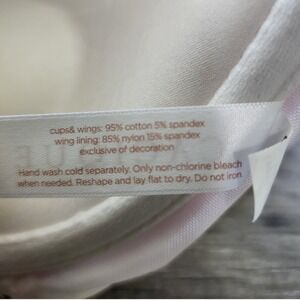 cups& wings: 95% cotton 5% spandex
wing lining: 85% nylon 15% spandex
exclusive of decoration
Hand wash cold separately. Only non-chlorine bleach
when needed. Reshape and lay flat to dry. Do not iron